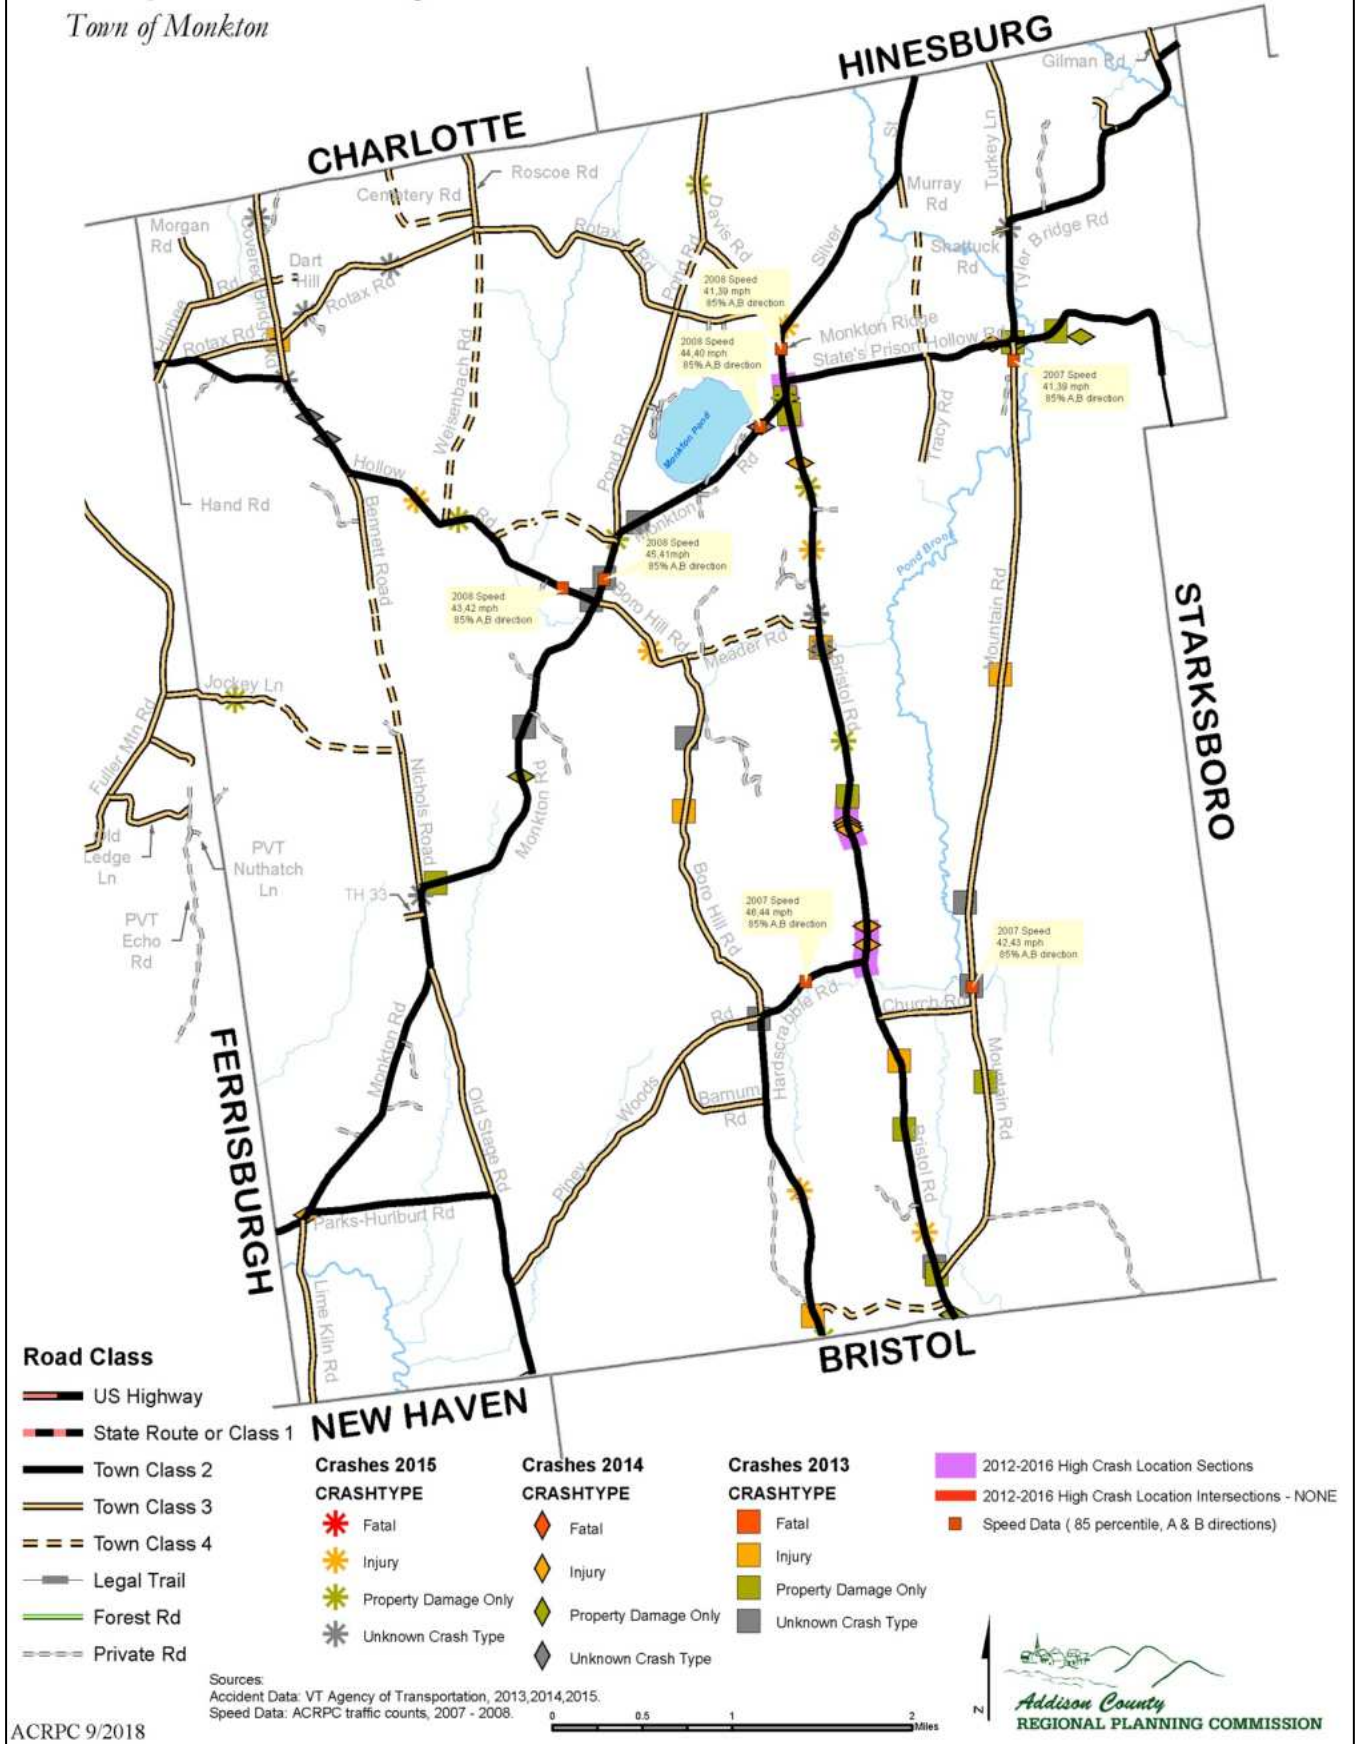 Town of Monkton
HINESBURG
Gilman Rd
CHARLOTTE
Roscoe Rd
Cemetery Rd
St
Turkey Ln
Murray
Rd
Morgan
Rd
Davis Rd
Rotax
Rd
Silver
Shattuck
Rd
Tyler Bridge Rd
Covered Bridge Rd
Dart
Hill
Rd
Rotax Rd
Pond Rd
2008 Speed
41,39 mph
85% A,B direction
Higbee
Rotax Rd
Monkton Ridge
State's Prison Hollow Rd
2008 Speed
44,40 mph
85% A,B direction
2007 Speed
41,39 mph
85% A,B direction
Weisenbach Rd
Monkton Pond
Tracy Rd
Pond Rd
Rd
Hollow
Rd
Hand Rd
Bennett Road
Monkton
2008 Speed
45,41mph
85% A,B direction
Pond Brook
STARKSBORO
2008 Speed
43,42 mph
85% A,B direction
Boro Hill Rd
Meader Rd
Mountain Rd
Jockey Ln
Bristol Rd
Fuller Mtn Rd
Nichols Road
Monkton Rd
Old
Ledge
Ln
PVT
Nuthatch
Ln
TH 33
Boro Hill Rd
PVT
Echo
Rd
2007 Speed
46,44 mph
85% A,B direction
2007 Speed
42,43 mph
85% A,B direction
Church Rd
Hardscrabble Rd
Rd
FERRISBURGH
Monkton Rd
Old Stage Rd
Woods
Piney
Barnum
Rd
Mountain Rd
Bristol Rd
Parks-Hurlburt Rd
Lime Kiln Rd
BRISTOL
NEW HAVEN
Road Class
US Highway
State Route or Class 1
Town Class 2
Town Class 3
Town Class 4
Legal Trail
Forest Rd
Private Rd
Crashes 2015
CRASHTYPE
Fatal
Injury
Property Damage Only
Unknown Crash Type
Crashes 2014
CRASHTYPE
Fatal
Injury
Property Damage Only
Unknown Crash Type
Crashes 2013
CRASHTYPE
Fatal
Injury
Property Damage Only
Unknown Crash Type
2012-2016 High Crash Location Sections
2012-2016 High Crash Location Intersections - NONE
Speed Data ( 85 percentile, A & B directions)
Sources:
Accident Data: VT Agency of Transportation, 2013,2014,2015.
Speed Data: ACRPC traffic counts, 2007 - 2008.
0 0.5 1 2
Miles
N
Addison County
REGIONAL PLANNING COMMISSION
ACRPC 9/2018